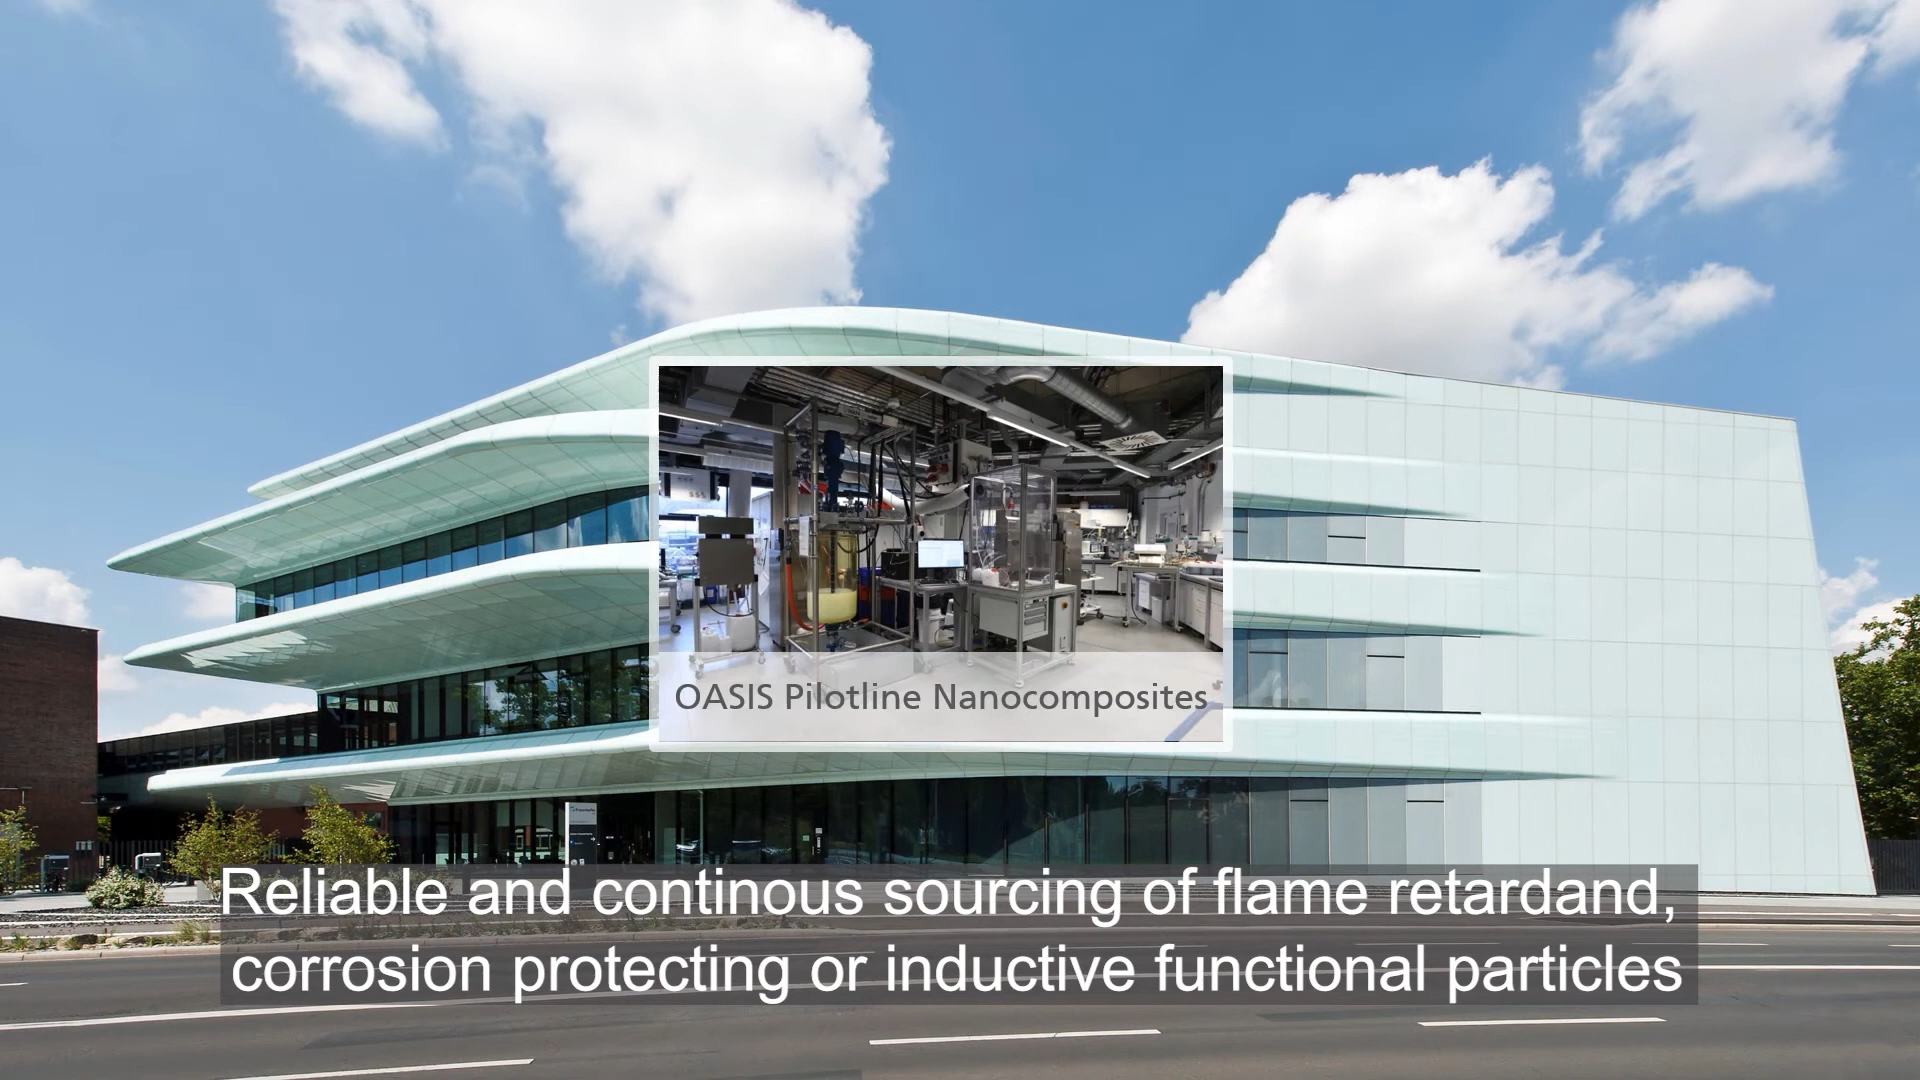 OASIS Pilotline Nanocomposites
Reliable and continous sourcing of flame retardand,
corrosion protecting or inductive functional particles